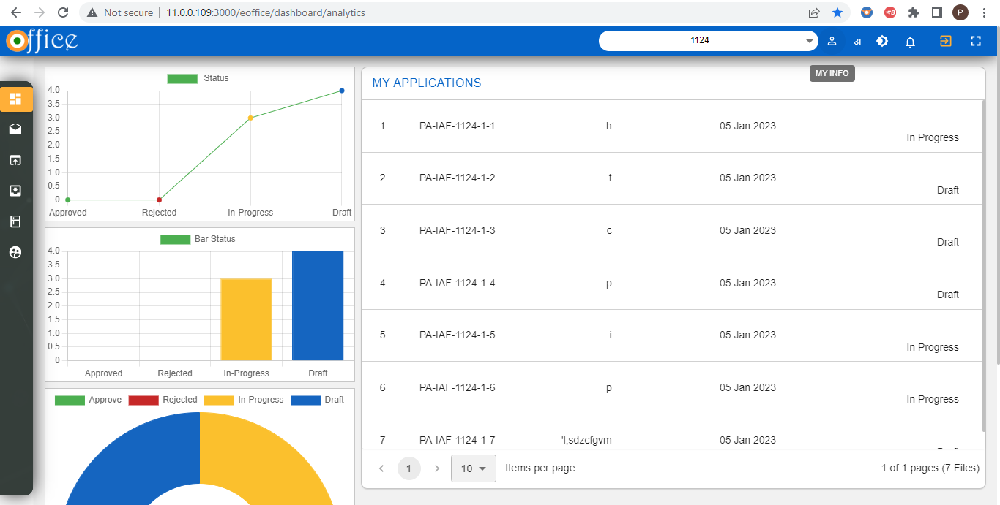 Not secure | 11.0.0.109:3000/eoffice/dashboard/analytics
P
office
1124
अ
MY INFO
Status
4.0
3.5
3.0
2.5
2.0
1.5
1.0
0.5
0
Approved Rejected In-Progress Draft
Bar Status
4.0
3.5
3.0
2.5
2.0
1.5
1.0
0.5
0
Approved Rejected In-Progress Draft
Approve Rejected In-Progress Draft
MY APPLICATIONS
1 PA-IAF-1124-1-1 h 05 Jan 2023
In Progress
2 PA-IAF-1124-1-2 t 05 Jan 2023
Draft
3 PA-IAF-1124-1-3 c 05 Jan 2023
Draft
4 PA-IAF-1124-1-4 p 05 Jan 2023
Draft
5 PA-IAF-1124-1-5 i 05 Jan 2023
In Progress
6 PA-IAF-1124-1-6 p 05 Jan 2023
In Progress
7 PA-IAF-1124-1-7 'l;sdzcfgvm 05 Jan 2023
1 10 Items per page 1 of 1 pages (7 Files)